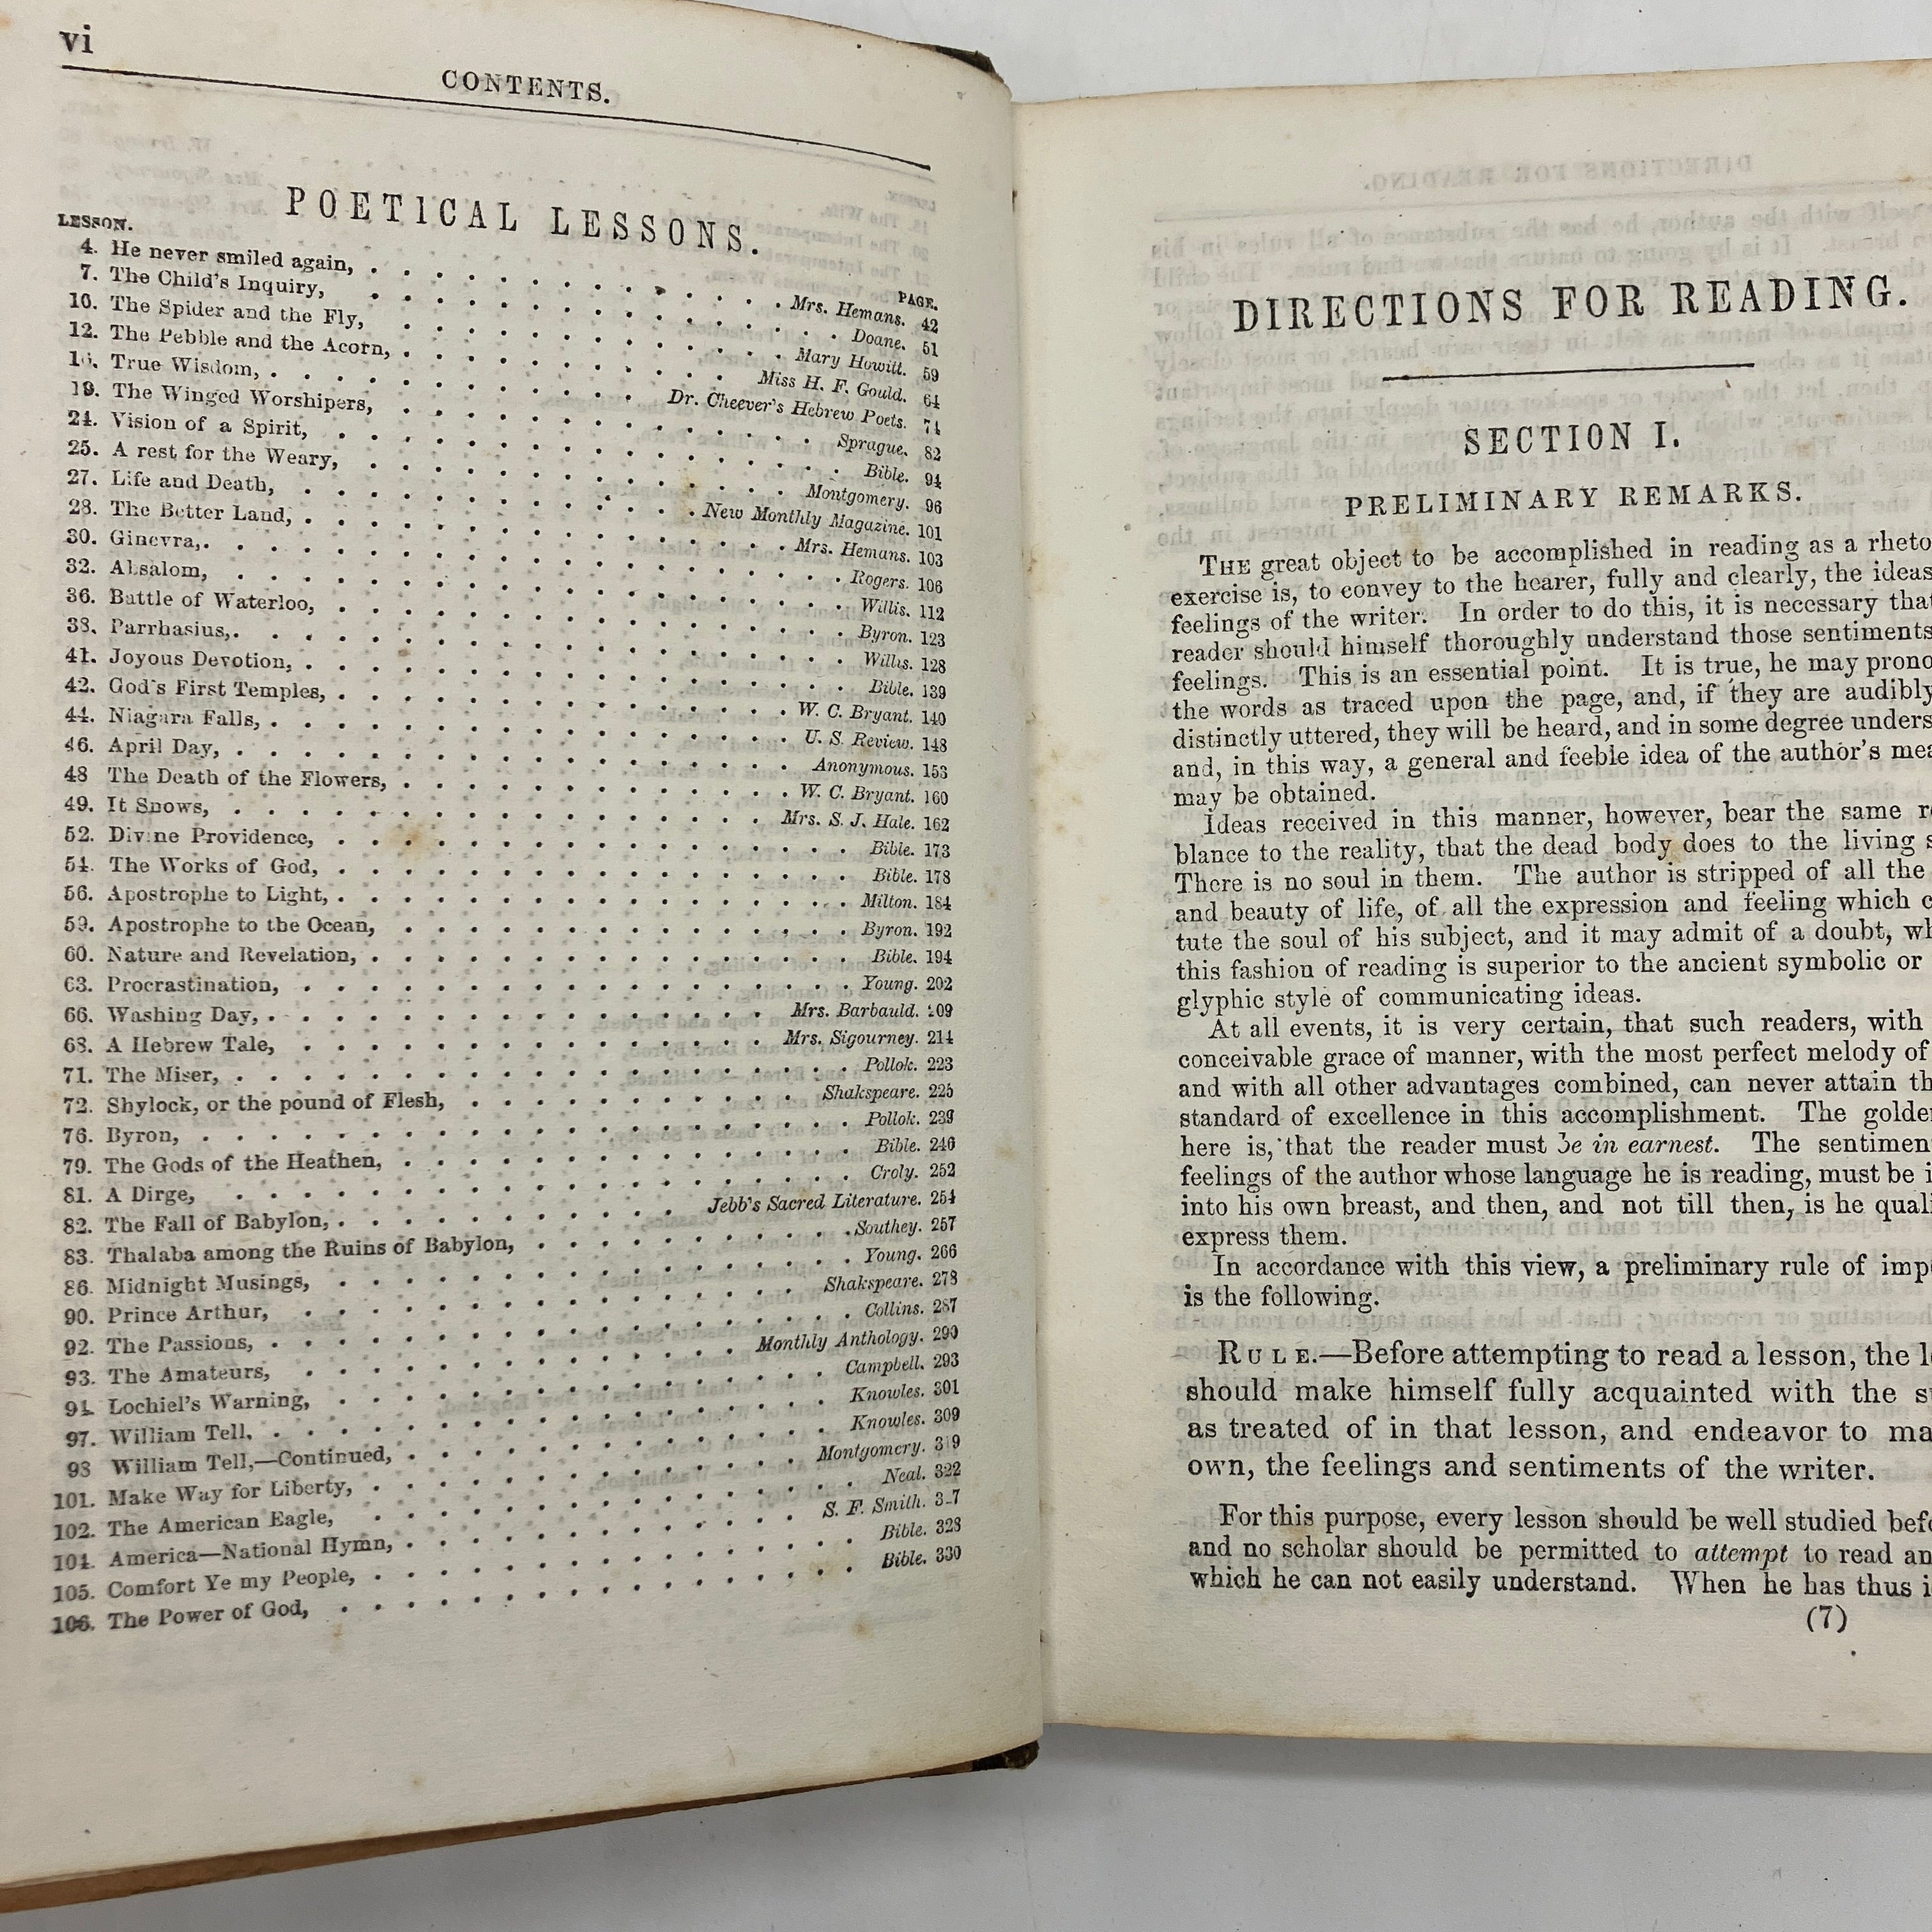 vi
CONTENTS.
POETICAL LESSONS.
LESSON. PAGE.
4. He never smiled again, . . . . . . . . . . . . Mrs. Hemans. 42
7. The Child's Inquiry, . . . . . . . . . . . . Doane. 51
10. The Spider and the Fly, . . . . . . . . . . . . Mary Howitt. 59
12. The Pebble and the Acorn, . . . . . . . . . . . . Miss H. F. Gould. 64
16. True Wisdom, . . . . . . . . . . . . Dr. Cheever's Hebrew Poets. 74
19. The Winged Worshipers, . . . . . . . . . . . . Sprague. 82
24. Vision of a Spirit, . . . . . . . . . . . . Bible. 94
25. A rest for the Weary, . . . . . . . . . . . . Montgomery. 96
27. Life and Death, . . . . . . . . . . . . New Monthly Magazine. 101
28. The Better Land, . . . . . . . . . . . . Mrs. Hemans. 103
30. Ginevra, . . . . . . . . . . . . Rogers. 106
32. Absalom, . . . . . . . . . . . . Willis. 112
36. Battle of Waterloo, . . . . . . . . . . . . Byron. 123
38. Parrhasius, . . . . . . . . . . . . Willis. 128
41. Joyous Devotion, . . . . . . . . . . . . Bible. 139
42. God's First Temples, . . . . . . . . . . . . W. C. Bryant. 140
44. Niagara Falls, . . . . . . . . . . . . U. S. Review. 148
46. April Day, . . . . . . . . . . . . Anonymous. 153
48 The Death of the Flowers, . . . . . . . . . . . . W. C. Bryant. 160
49. It Snows, . . . . . . . . . . . . Mrs. S. J. Hale. 162
52. Divine Providence, . . . . . . . . . . . . Bible. 173
54. The Works of God, . . . . . . . . . . . . Bible. 178
56. Apostrophe to Light, . . . . . . . . . . . . Milton. 184
59. Apostrophe to the Ocean, . . . . . . . . . . . . Byron. 192
60. Nature and Revelation, . . . . . . . . . . . . Bible. 194
63. Procrastination, . . . . . . . . . . . . Young. 202
66. Washing Day, . . . . . . . . . . . . Mrs. Barbauld. 209
68. A Hebrew Tale, . . . . . . . . . . . . Mrs. Sigourney. 214
71. The Miser, . . . . . . . . . . . . Pollok. 223
72. Shylock, or the pound of Flesh, . . . . . . . . . . . . Shakspeare. 225
76. Byron, . . . . . . . . . . . . Pollok. 239
79. The Gods of the Heathen, . . . . . . . . . . . . Bible. 246
81. A Dirge, . . . . . . . . . . . . Croly. 252
82. The Fall of Babylon, . . . . . . . . . . . . Jebb's Sacred Literature. 254
83. Thalaba among the Ruins of Babylon, . . . . . . . . . . . . Southey. 257
86. Midnight Musings, . . . . . . . . . . . . Young. 266
90. Prince Arthur, . . . . . . . . . . . . Shakspeare. 278
92. The Passions, . . . . . . . . . . . . Collins. 287
93. The Amateurs, . . . . . . . . . . . . Monthly Anthology. 290
94. Lochiel's Warning, . . . . . . . . . . . . Campbell. 293
97. William Tell, . . . . . . . . . . . . Knowles. 301
98 William Tell,—Continued, . . . . . . . . . . . . Knowles. 309
101. Make Way for Liberty, . . . . . . . . . . . . Montgomery. 319
102. The American Eagle, . . . . . . . . . . . . Neal. 322
104. America—National Hymn, . . . . . . . . . . . . S. F. Smith.
105. Comfort Ye my People, . . . . . . . . . . . . Bible. 328
106. The Power of God, . . . . . . . . . . . . Bible. 330
DIRECTIONS FOR READING.
SECTION I.
PRELIMINARY REMARKS.
THE great object to be accomplished in reading as a rheto
exercise is, to convey to the hearer, fully and clearly, the ideas
feelings of the writer. In order to do this, it is necessary that
reader should himself thoroughly understand those sentiments
feelings. This is an essential point. It is true, he may prono
the words as traced upon the page, and, if they are audibly
distinctly uttered, they will be heard, and in some degree unders
and, in this way, a general and feeble idea of the author's mea
may be obtained.
Ideas received in this manner, however, bear the same re
blance to the reality, that the dead body does to the living s
There is no soul in them. The author is stripped of all the
and beauty of life, of all the expression and feeling which c
tute the soul of his subject, and it may admit of a doubt, wh
this fashion of reading is superior to the ancient symbolic or
glyphic style of communicating ideas.
At all events, it is very certain, that such readers, with
conceivable grace of manner, with the most perfect melody of
and with all other advantages combined, can never attain th
standard of excellence in this accomplishment. The golden
here is, that the reader must be in earnest. The sentimen
feelings of the author whose language he is reading, must be i
into his own breast, and then, and not till then, is he quali
express them.
In accordance with this view, a preliminary rule of imp
is the following.
RULE.—Before attempting to read a lesson, the le
should make himself fully acquainted with the su
as treated of in that lesson, and endeavor to ma
own, the feelings and sentiments of the writer.
For this purpose, every lesson should be well studied befo
and no scholar should be permitted to attempt to read an
which he can not easily understand. When he has thus i
(7)